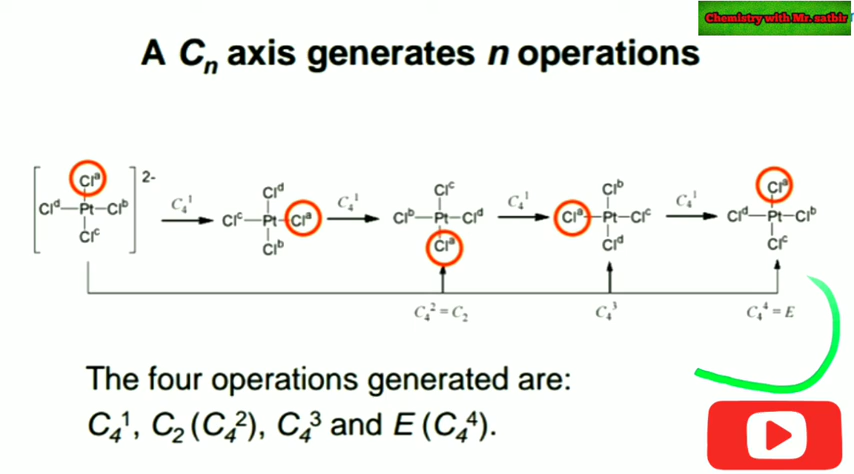 Chemistry with Mr. satbir
A Cₙ axis generates n operations
Clᵃ
Clᵈ—Pt—Clᵇ
Clᶜ
2-
C₄¹
Clᵈ
Clᶜ—Pt—Clᵃ
Clᵇ
C₄¹
Clᶜ
Clᵇ—Pt—Clᵈ
Clᵃ
C₄¹
Clᵇ
Clᵃ—Pt—Clᶜ
Clᵈ
C₄¹
Clᵃ
Clᵈ—Pt—Clᵇ
Clᶜ
C₄² = C₂
C₄³
C₄⁴ = E
The four operations generated are:
C₄¹, C₂ (C₄²), C₄³ and E (C₄⁴).